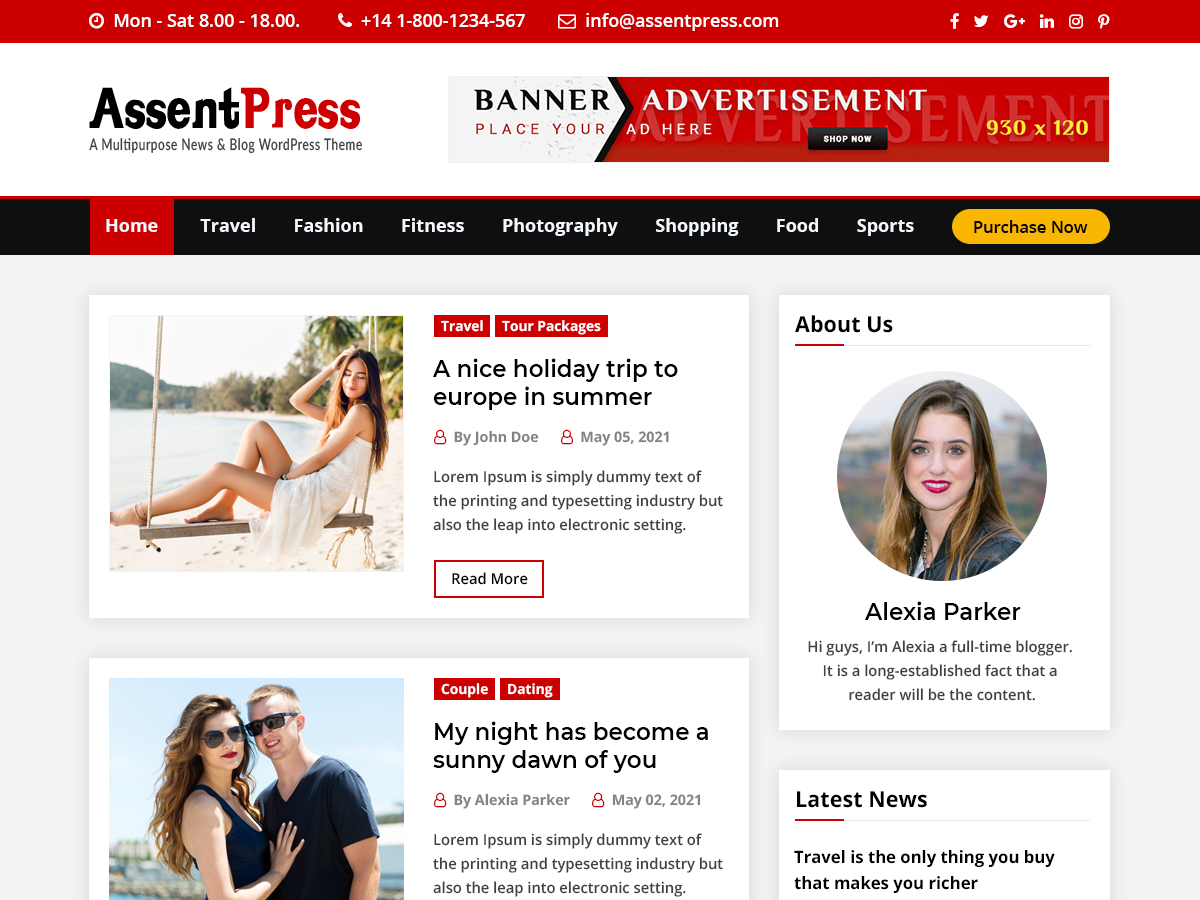 Mon - Sat 8.00 - 18.00. +14 1-800-1234-567 info@assentpress.com
AssentPress
A Multipurpose News & Blog WordPress Theme
BANNER ADVERTISEMENT
ADVERTISEMENT
PLACE YOUR AD HERE
SHOP NOW
930 x 120
Home Travel Fashion Fitness Photography Shopping Food Sports Purchase Now
Travel Tour Packages
A nice holiday trip to
europe in summer
By John Doe May 05, 2021
Lorem Ipsum is simply dummy text of
the printing and typesetting industry but
also the leap into electronic setting.
Read More
Couple Dating
My night has become a
sunny dawn of you
By Alexia Parker May 02, 2021
Lorem Ipsum is simply dummy text of
the printing and typesetting industry but
also the leap into electronic setting.
About Us
Alexia Parker
Hi guys, I’m Alexia a full-time blogger.
It is a long-established fact that a
reader will be the content.
Latest News
Travel is the only thing you buy
that makes you richer